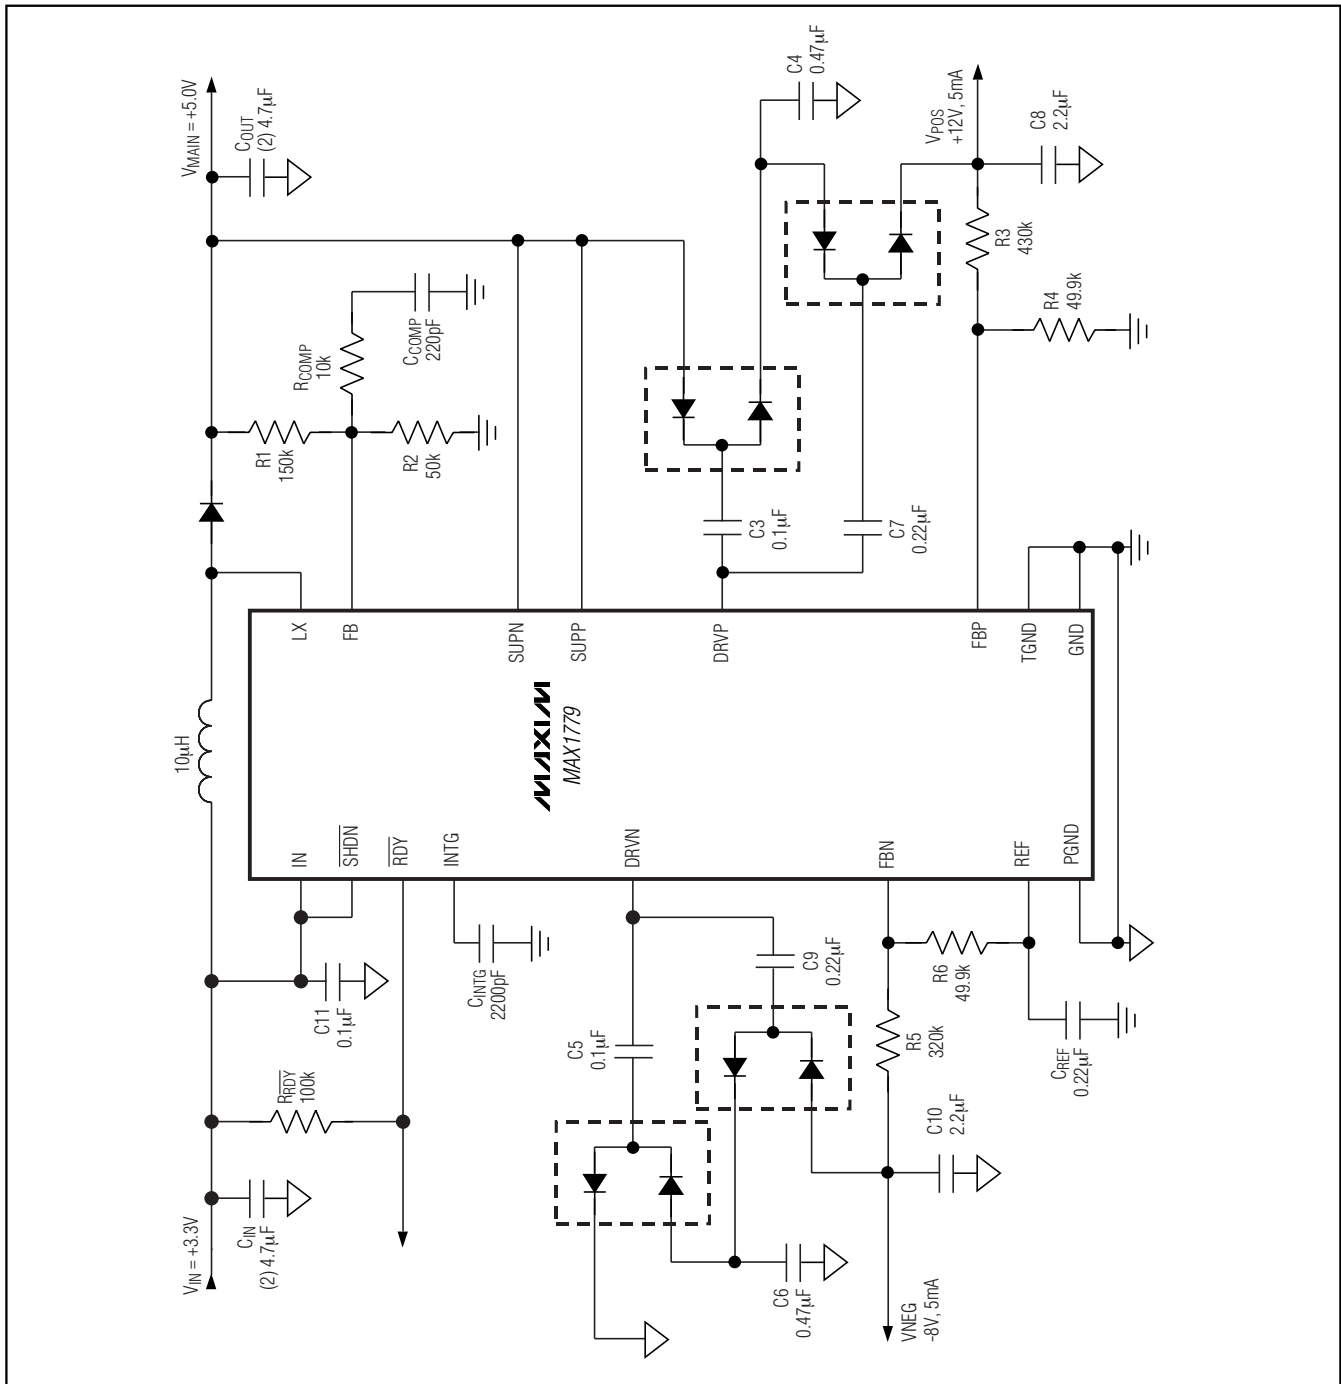 VIN = +3.3V
CIN
(2) 4.7μF
RRDY
100k
C11
0.1μF
10μH
VMAIN = +5.0V
COUT
(2) 4.7μF
R1
150k
RCOMP
10k
CCOMP
220pF
R2
50k
IN
SHDN
RDY
INTG
DRVN
FBN
REF
PGND
LX
FB
SUPN
SUPP
DRVP
FBP
TGND
GND
MAXIM
MAX1779
CINTG
2200pF
C5
0.1μF
C9
0.22μF
C6
0.47μF
R5
320k
R6
49.9k
C10
2.2μF
CREF
0.22μF
VNEG
-8V, 5mA
C3
0.1μF
C7
0.22μF
C4
0.47μF
VPOS
+12V, 5mA
C8
2.2μF
R3
430k
R4
49.9k